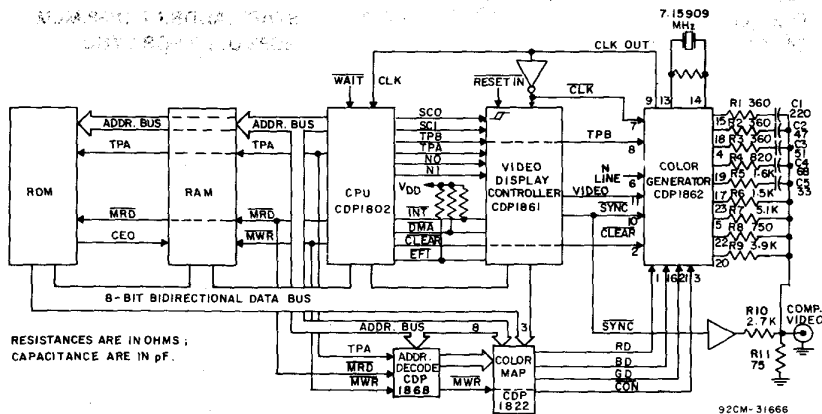 7.15909
MHz
CLK OUT
WAIT
CLK
RESET IN
CLK
9 13 14
R1 360
C1
220
R2 360
C2
47
R3 360
C3
51
R4 820
C4
68
R5 1.6K
C5
33
R6 1.5K
R7 5.1K
R8 750
R9 3.9K
15
18
4
19
17
23
5
22
20
ADDR. BUS
ADDR. BUS
TPA
TPA
ROM
RAM
MRD
MRD
CEO
MWR
CPU
CDP1802
SC0
SC1
TPB
TPA
N0
N1
VDD
INT
DMA
CLEAR
EFT
VIDEO
DISPLAY
CONTROLLER
CDP1861
7
TPB
8
N
LINE
6
VIDEO
11
SYNC
10
CLEAR
2
COLOR
GENERATOR
CDP1862
1 16 21 3
8-BIT BIDIRECTIONAL DATA BUS
ADDR. BUS
8
3
SYNC
R10
2.7K
COMP.
VIDEO
R11
75
RESISTANCES ARE IN OHMS;
CAPACITANCE ARE IN pF.
TPA
MRD
MWR
ADDR.
DECODE
CDP
1868
MWR
COLOR
MAP
CDP
1822
RD
BD
GD
CON
92CM-31666